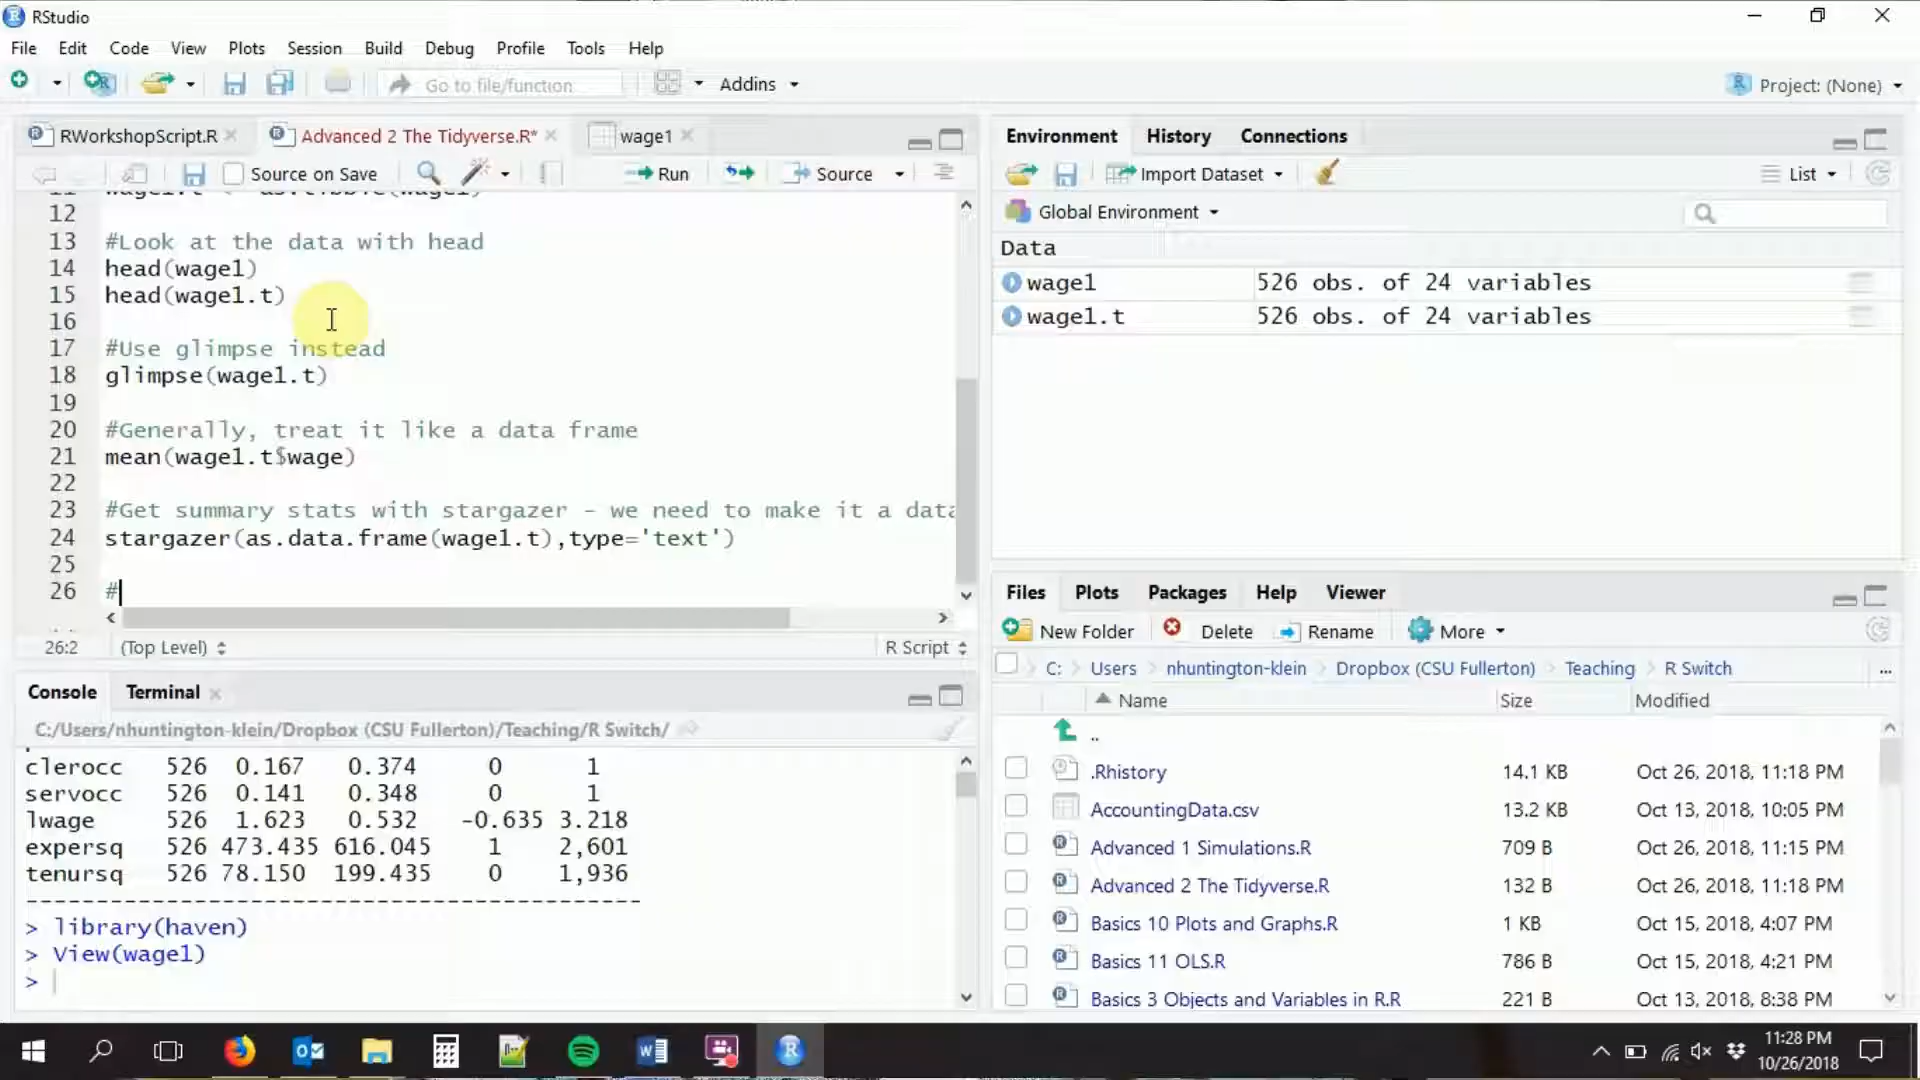 RStudio
File Edit Code View Plots Session Build Debug Profile Tools Help
Go to file/function Addins Project: (None)
RWorkshopScript.R Advanced 2 The Tidyverse.R* wage1
Source on Save Run Source
12
13 #Look at the data with head
14 head(wage1)
15 head(wage1.t)
16
17 #Use glimpse instead
18 glimpse(wage1.t)
19
20 #Generally, treat it like a data frame
21 mean(wage1.t$wage)
22
23 #Get summary stats with stargazer - we need to make it a data
24 stargazer(as.data.frame(wage1.t),type='text')
25
26 #
26:2 (Top Level) R Script
Console Terminal
C:/Users/nhuntington-klein/Dropbox (CSU Fullerton)/Teaching/R Switch/
clerocc 526 0.167 0.374 0 1
servocc 526 0.141 0.348 0 1
lwage 526 1.623 0.532 -0.635 3.218
expersq 526 473.435 616.045 1 2,601
tenursq 526 78.150 199.435 0 1,936
--------------------------------------------
> library(haven)
> View(wage1)
>
Environment History Connections
Import Dataset List
Global Environment
Data
wage1 526 obs. of 24 variables
wage1.t 526 obs. of 24 variables
Files Plots Packages Help Viewer
New Folder Delete Rename More
C: Users nhuntington-klein Dropbox (CSU Fullerton) Teaching R Switch ...
Name Size Modified
..
.Rhistory 14.1 KB Oct 26, 2018, 11:18 PM
AccountingData.csv 13.2 KB Oct 13, 2018, 10:05 PM
Advanced 1 Simulations.R 709 B Oct 26, 2018, 11:15 PM
Advanced 2 The Tidyverse.R 132 B Oct 26, 2018, 11:18 PM
Basics 10 Plots and Graphs.R 1 KB Oct 15, 2018, 4:07 PM
Basics 11 OLS.R 786 B Oct 15, 2018, 4:21 PM
Basics 3 Objects and Variables in R.R 221 B Oct 13, 2018, 8:38 PM
11:28 PM
10/26/2018